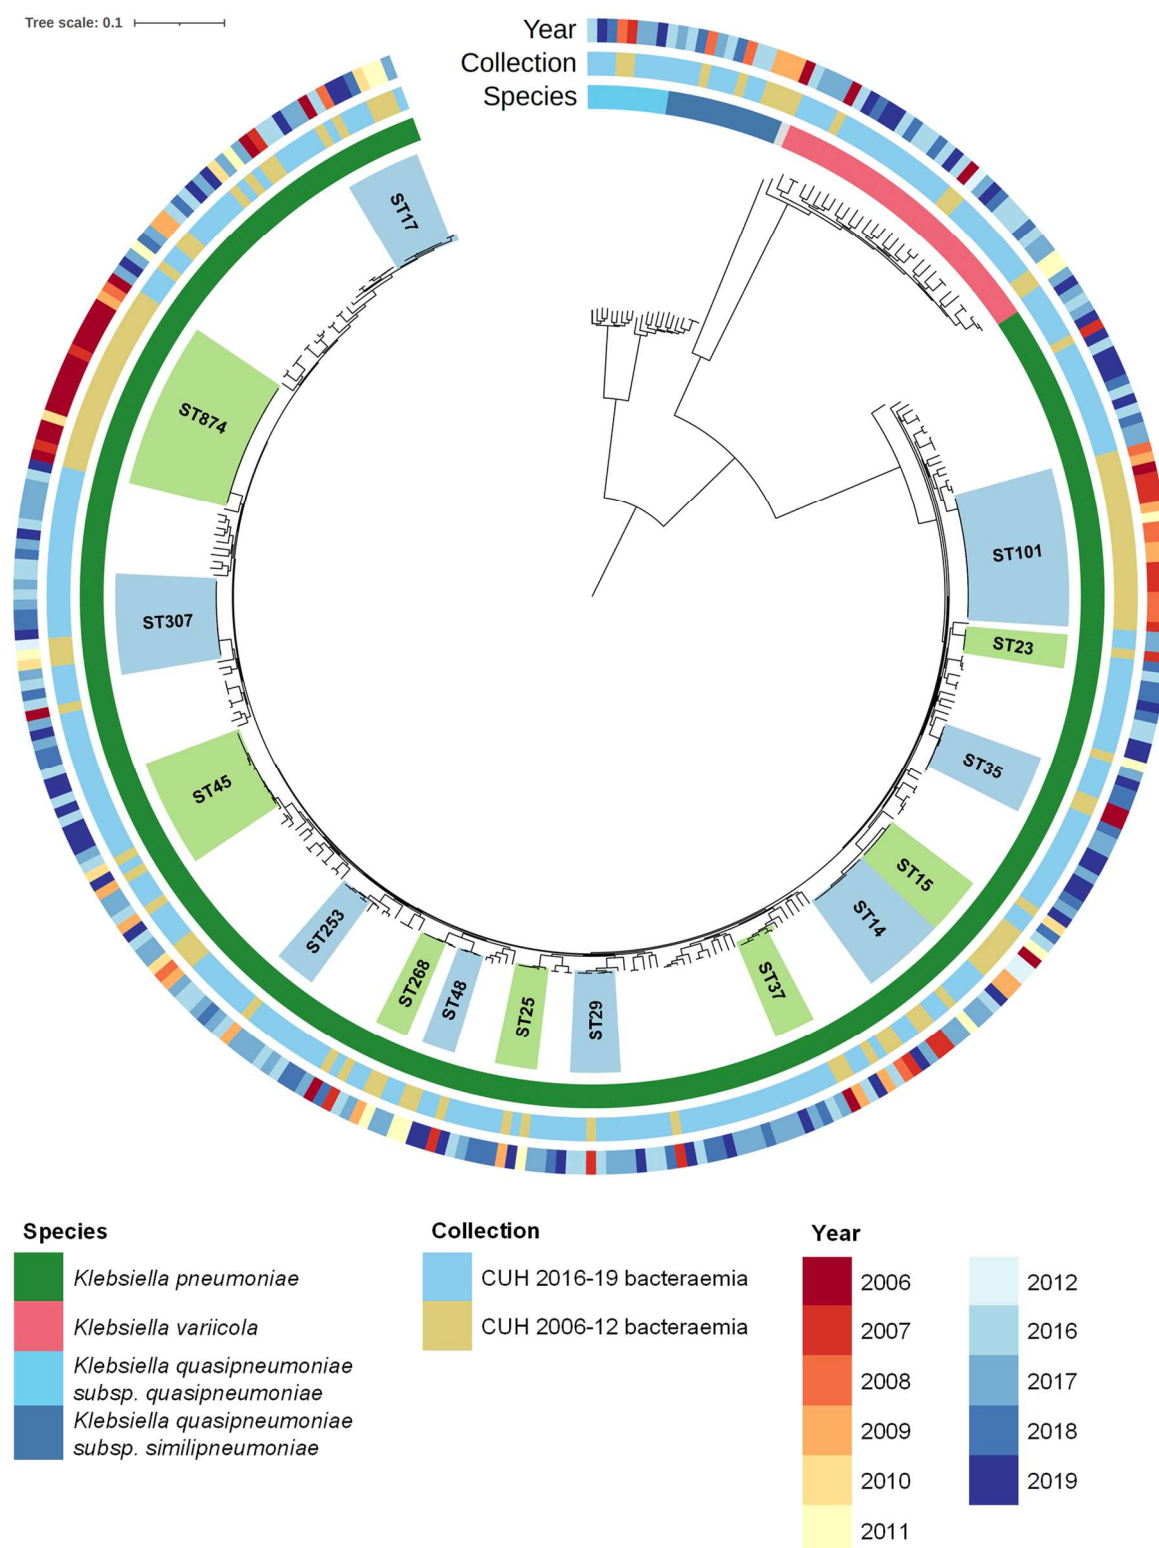 Tree scale: 0.1
Year
Collection
Species
ST17
ST874
ST101
ST307
ST23
ST35
ST45
ST15
ST14
ST253
ST37
ST268
ST48
ST25
ST29
Species
Klebsiella pneumoniae
Klebsiella variicola
Klebsiella quasipneumoniae
subsp. quasipneumoniae
Klebsiella quasipneumoniae
subsp. similipneumoniae
Collection
CUH 2016-19 bacteraemia
CUH 2006-12 bacteraemia
Year
2006
2007
2008
2009
2010
2011
2012
2016
2017
2018
2019